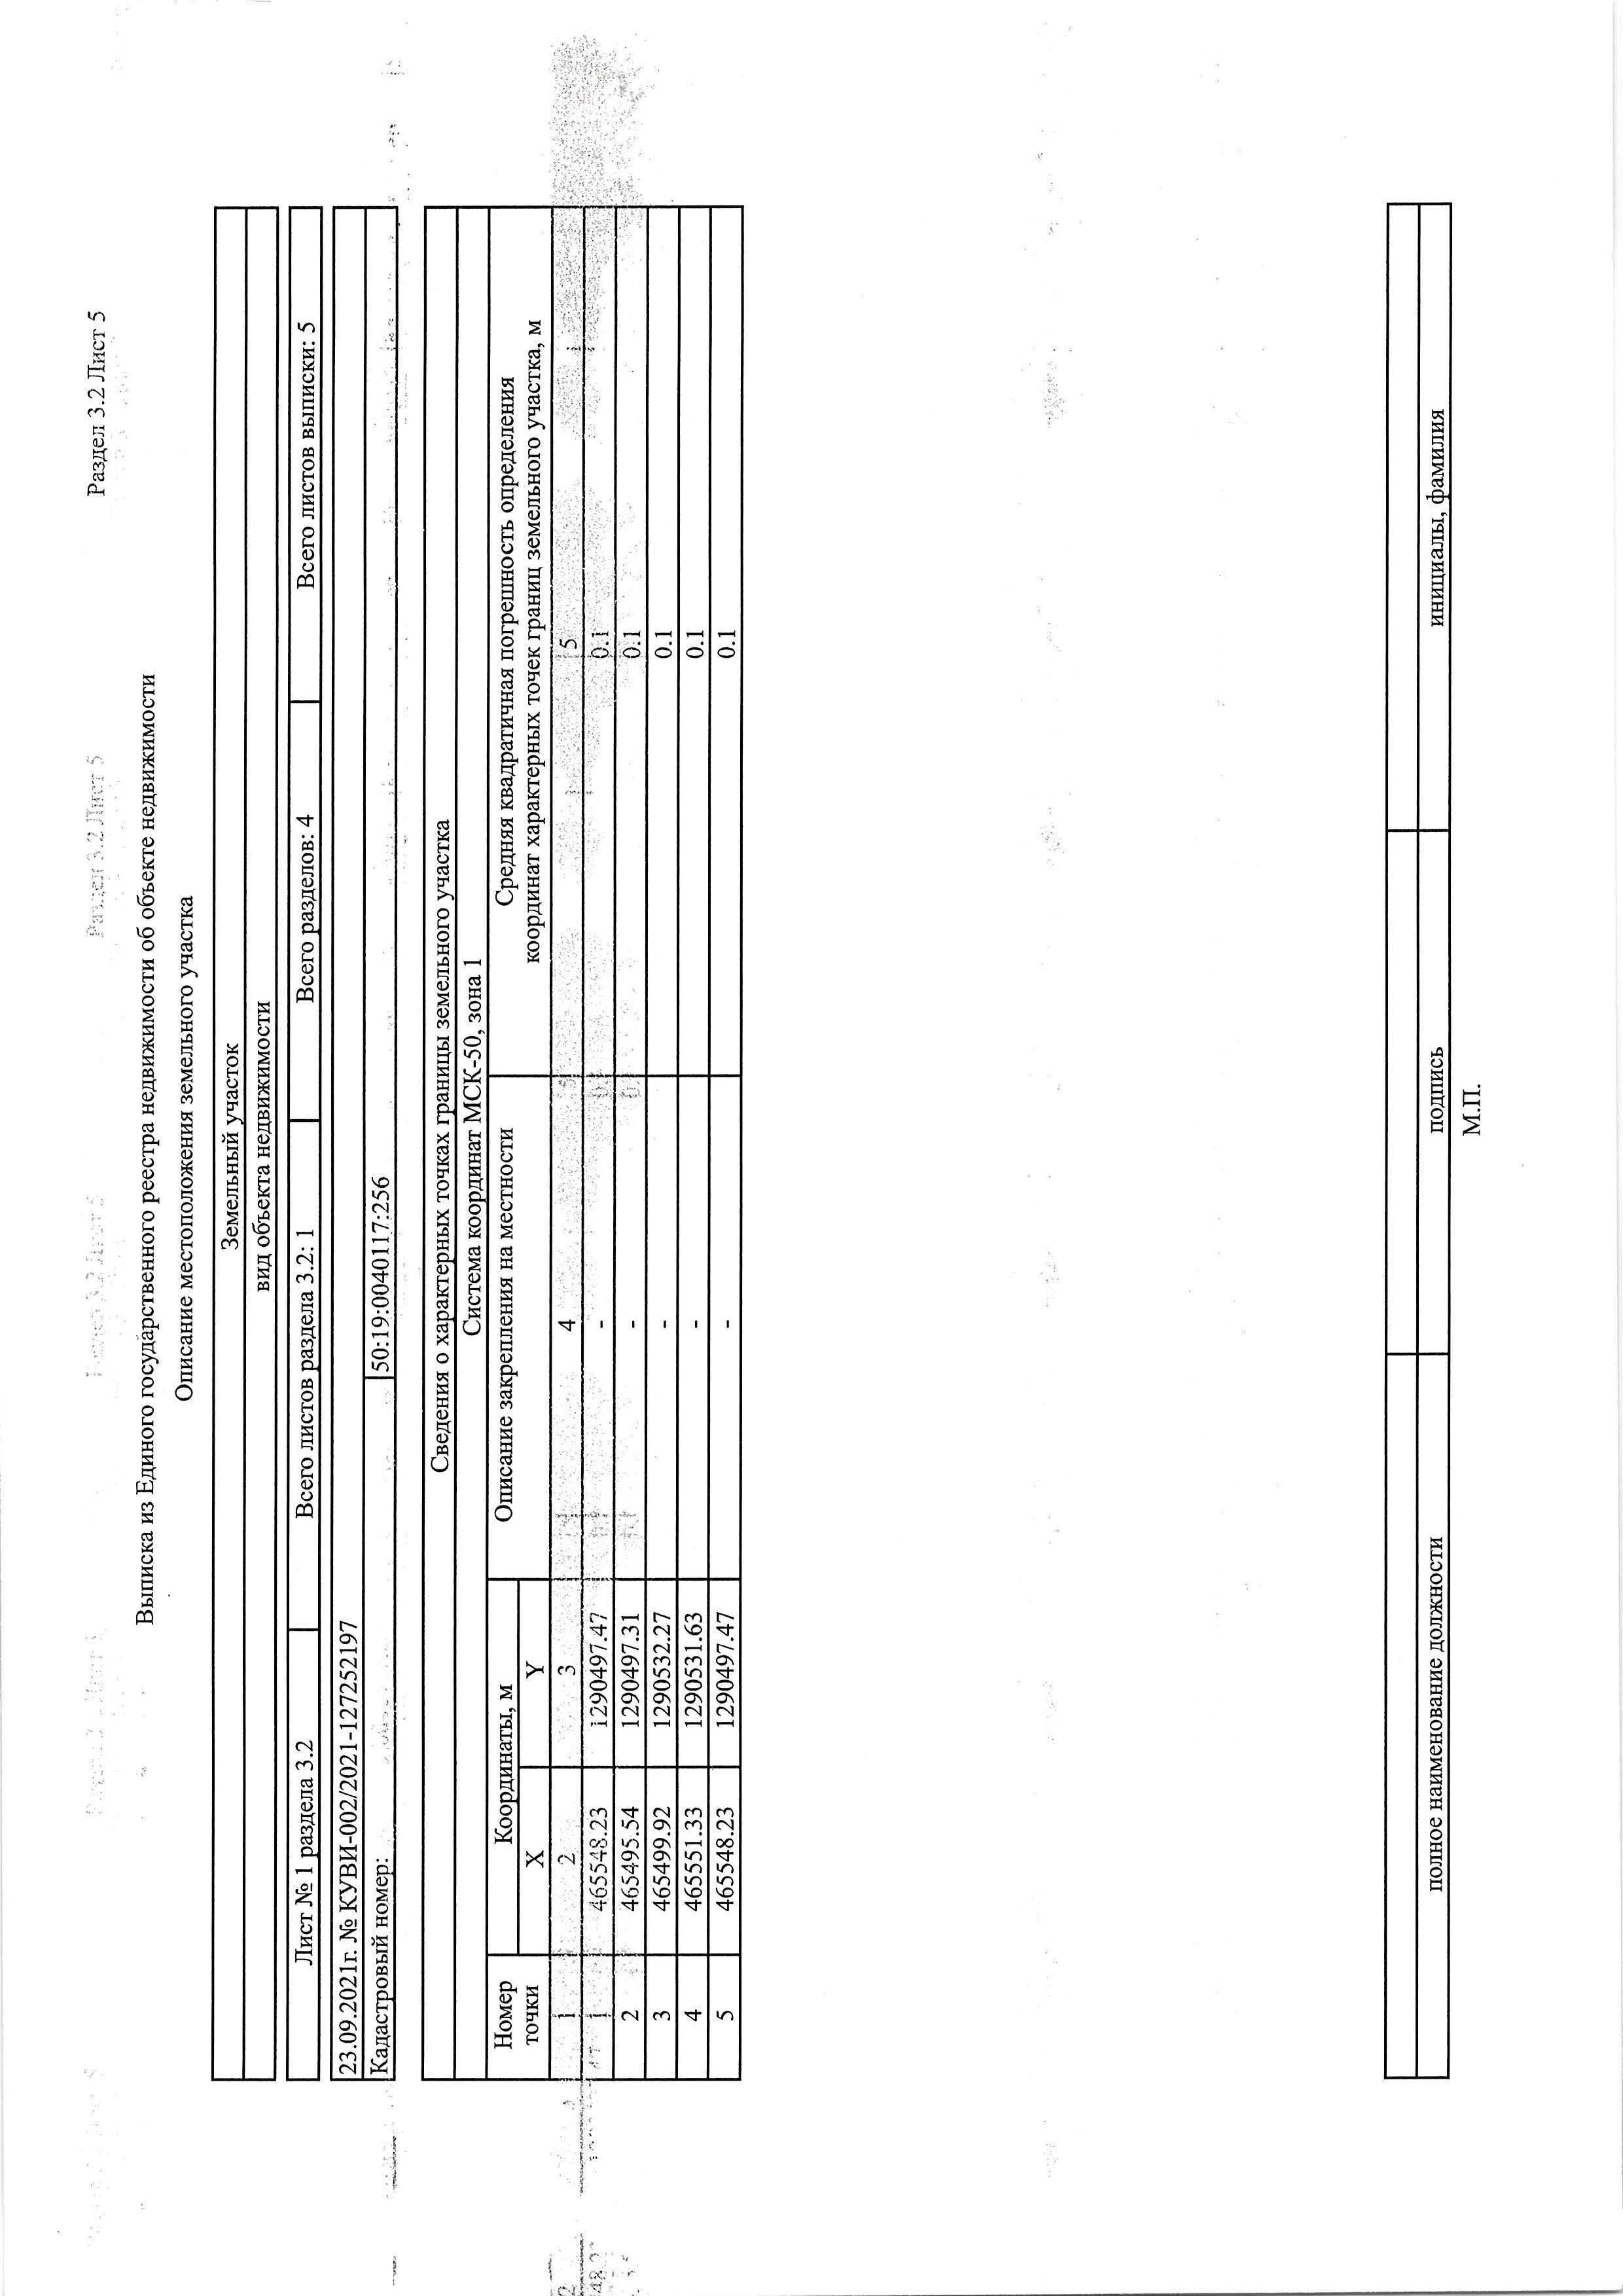 Раздел 3.2 Лист 5
Выписка из Единого государственного реестра недвижимости об объекте недвижимости
Описание местоположения земельного участка
Земельный участок
вид объекта недвижимости
Лист № 1 раздела 3.2 Всего листов раздела 3.2: 1 Всего разделов: 4 Всего листов выписки: 5
23.09.2021г. № КУВИ-002/2021-127252197
Кадастровый номер: 50:19:0040117:256
Сведения о характерных точках границы земельного участка
Система координат МСК-50, зона 1
Номер точки Координаты, м Описание закрепления на местности Средняя квадратичная погрешность определения
координат характерных точек границ земельного участка, м
X Y
1 2 3 4 5
1 465548.23 1290497.47 - 0.1
2 465495.54 1290497.31 - 0.1
3 465499.92 1290532.27 - 0.1
4 465551.33 1290531.63 - 0.1
5 465548.23 1290497.47 - 0.1
полное наименование должности подпись инициалы, фамилия
М.П.